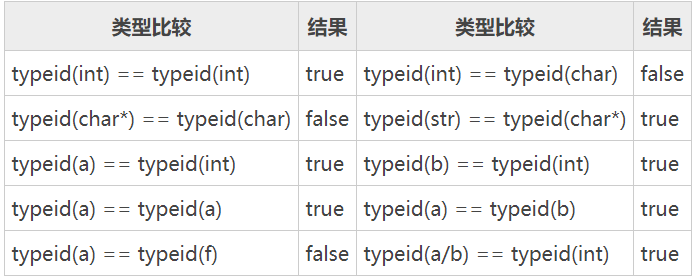 类型比较 结果 类型比较 结果
typeid(int) == typeid(int) true typeid(int) == typeid(char) false
typeid(char*) == typeid(char) false typeid(str) == typeid(char*) true
typeid(a) == typeid(int) true typeid(b) == typeid(int) true
typeid(a) == typeid(a) true typeid(a) == typeid(b) true
typeid(a) == typeid(f) false typeid(a/b) == typeid(int) true